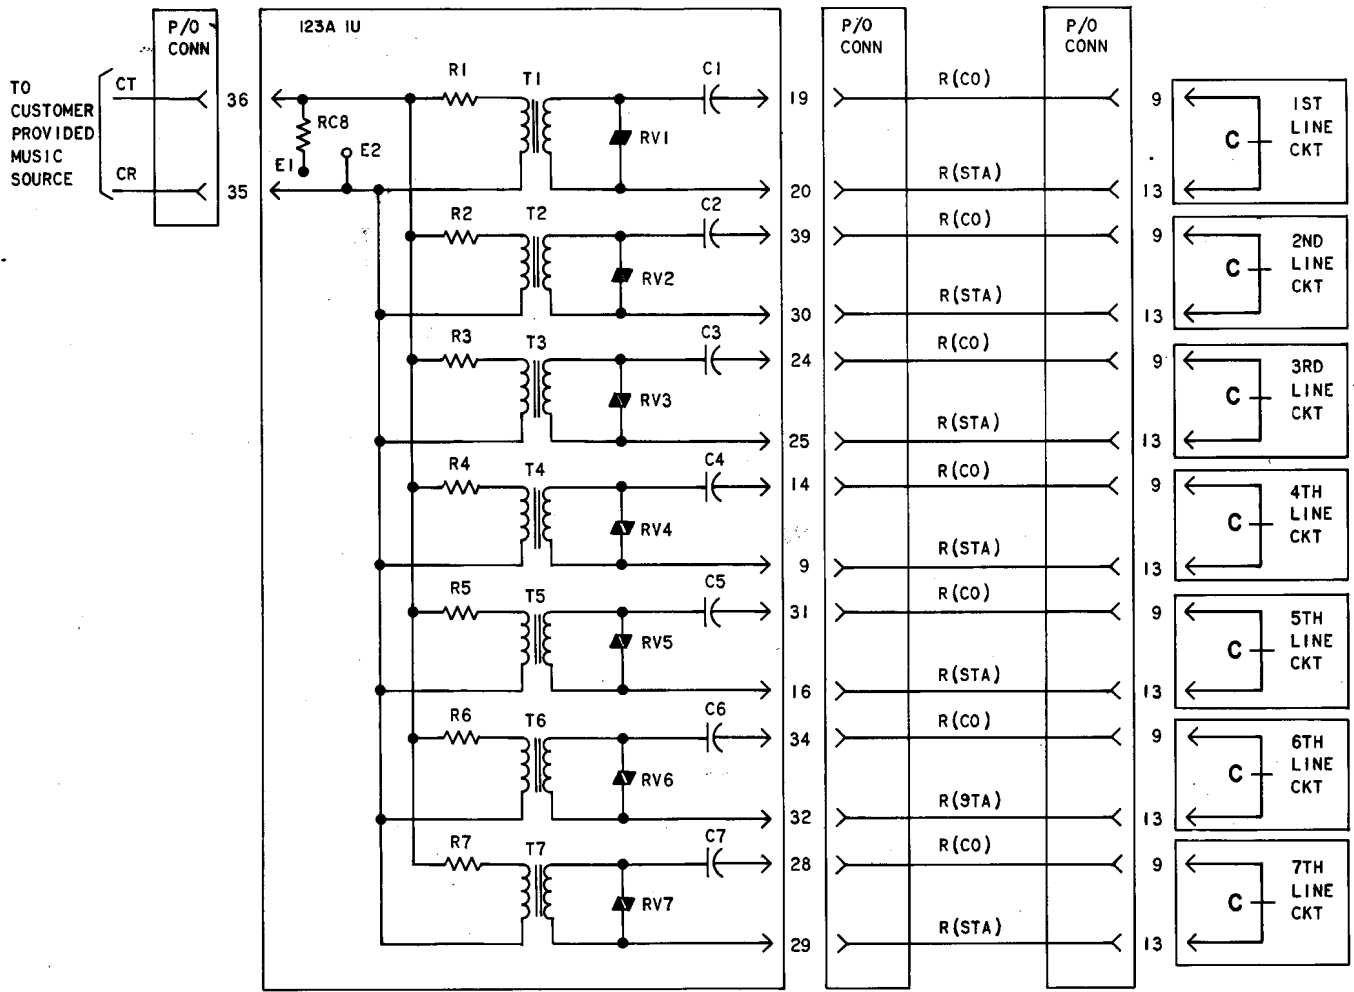 P/O
CONN
123A 1U
P/O
CONN
P/O
CONN
TO
CUSTOMER
PROVIDED
MUSIC
SOURCE
CT
36
R1
T1
C1
19
R(CO)
9
1ST
LINE
CKT
C
RC8
E1
E2
RV1
CR
35
20
R(STA)
13
R2
T2
C2
39
R(CO)
9
2ND
LINE
CKT
C
RV2
30
R(STA)
13
R3
T3
C3
24
R(CO)
9
3RD
LINE
CKT
C
RV3
25
R(STA)
13
R4
T4
C4
14
R(CO)
9
4TH
LINE
CKT
C
RV4
9
R(STA)
13
R5
T5
C5
31
R(CO)
9
5TH
LINE
CKT
C
RV5
16
R(STA)
13
R6
T6
C6
34
R(CO)
9
6TH
LINE
CKT
C
RV6
32
R(9TA)
13
R7
T7
C7
28
R(CO)
9
7TH
LINE
CKT
C
RV7
29
R(STA)
13